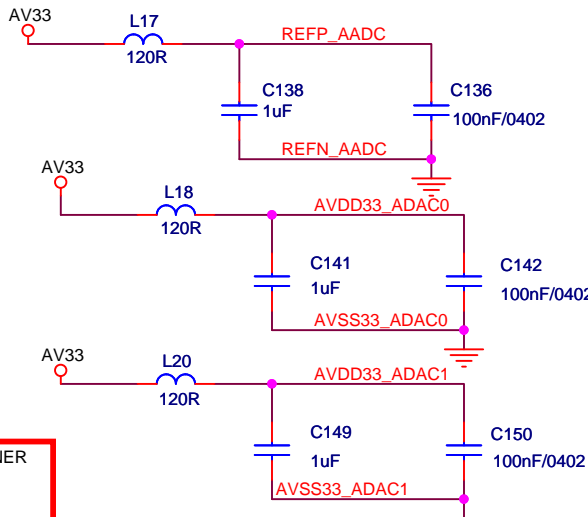 AV33
L17
120R
REFP_AADC
C138
1uF
C136
100nF/0402
REFN_AADC
AV33
L18
120R
AVDD33_ADAC0
C141
1uF
C142
100nF/0402
AVSS33_ADAC0
AV33
L20
120R
AVDD33_ADAC1
C149
1uF
C150
100nF/0402
AVSS33_ADAC1
NER